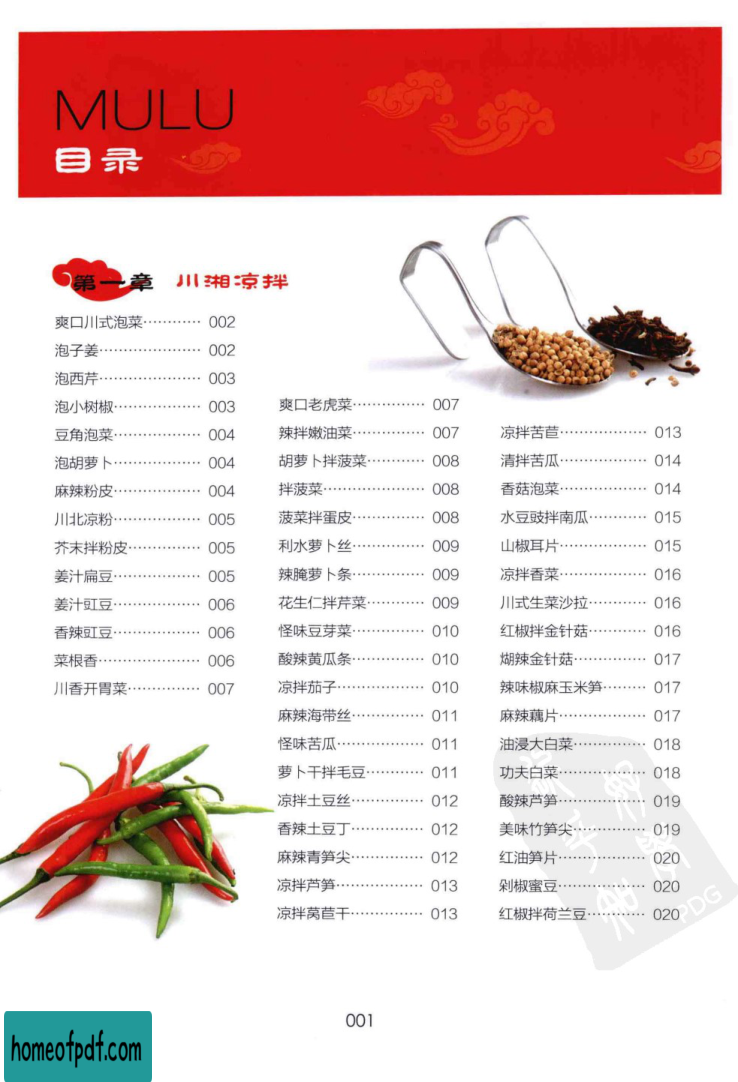 MULU
目录
第一章 川湘凉拌
爽口川式泡菜………… 002
泡子姜………………… 002
泡西芹………………… 003
泡小树椒……………… 003
豆角泡菜……………… 004
泡胡萝卜……………… 004
麻辣粉皮……………… 004
川北凉粉……………… 005
芥末拌粉皮…………… 005
姜汁扁豆……………… 005
姜汁豇豆……………… 006
香辣豇豆……………… 006
菜根香………………… 006
川香开胃菜…………… 007
爽口老虎菜…………… 007
辣拌嫩油菜…………… 007
胡萝卜拌菠菜………… 008
拌菠菜………………… 008
菠菜拌蛋皮…………… 008
利水萝卜丝…………… 009
辣腌萝卜条…………… 009
花生仁拌芹菜………… 009
怪味豆芽菜…………… 010
酸辣黄瓜条…………… 010
凉拌茄子……………… 010
麻辣海带丝…………… 011
怪味苦瓜……………… 011
萝卜干拌毛豆………… 011
凉拌土豆丝…………… 012
香辣土豆丁…………… 012
麻辣青笋尖…………… 012
凉拌芦笋……………… 013
凉拌莴苣干…………… 013
凉拌苦苣……………… 013
清拌苦瓜……………… 014
香菇泡菜……………… 014
水豆豉拌南瓜………… 015
山椒耳片……………… 015
凉拌香菜……………… 016
川式生菜沙拉………… 016
红椒拌金针菇………… 016
煳辣金针菇…………… 017
辣味椒麻玉米笋……… 017
麻辣藕片……………… 017
油浸大白菜…………… 018
功夫白菜……………… 018
酸辣芦笋……………… 019
美味竹笋尖…………… 019
红油笋片……………… 020
剁椒蜜豆……………… 020
红椒拌荷兰豆………… 020
PDG
001
homeofpdf.com